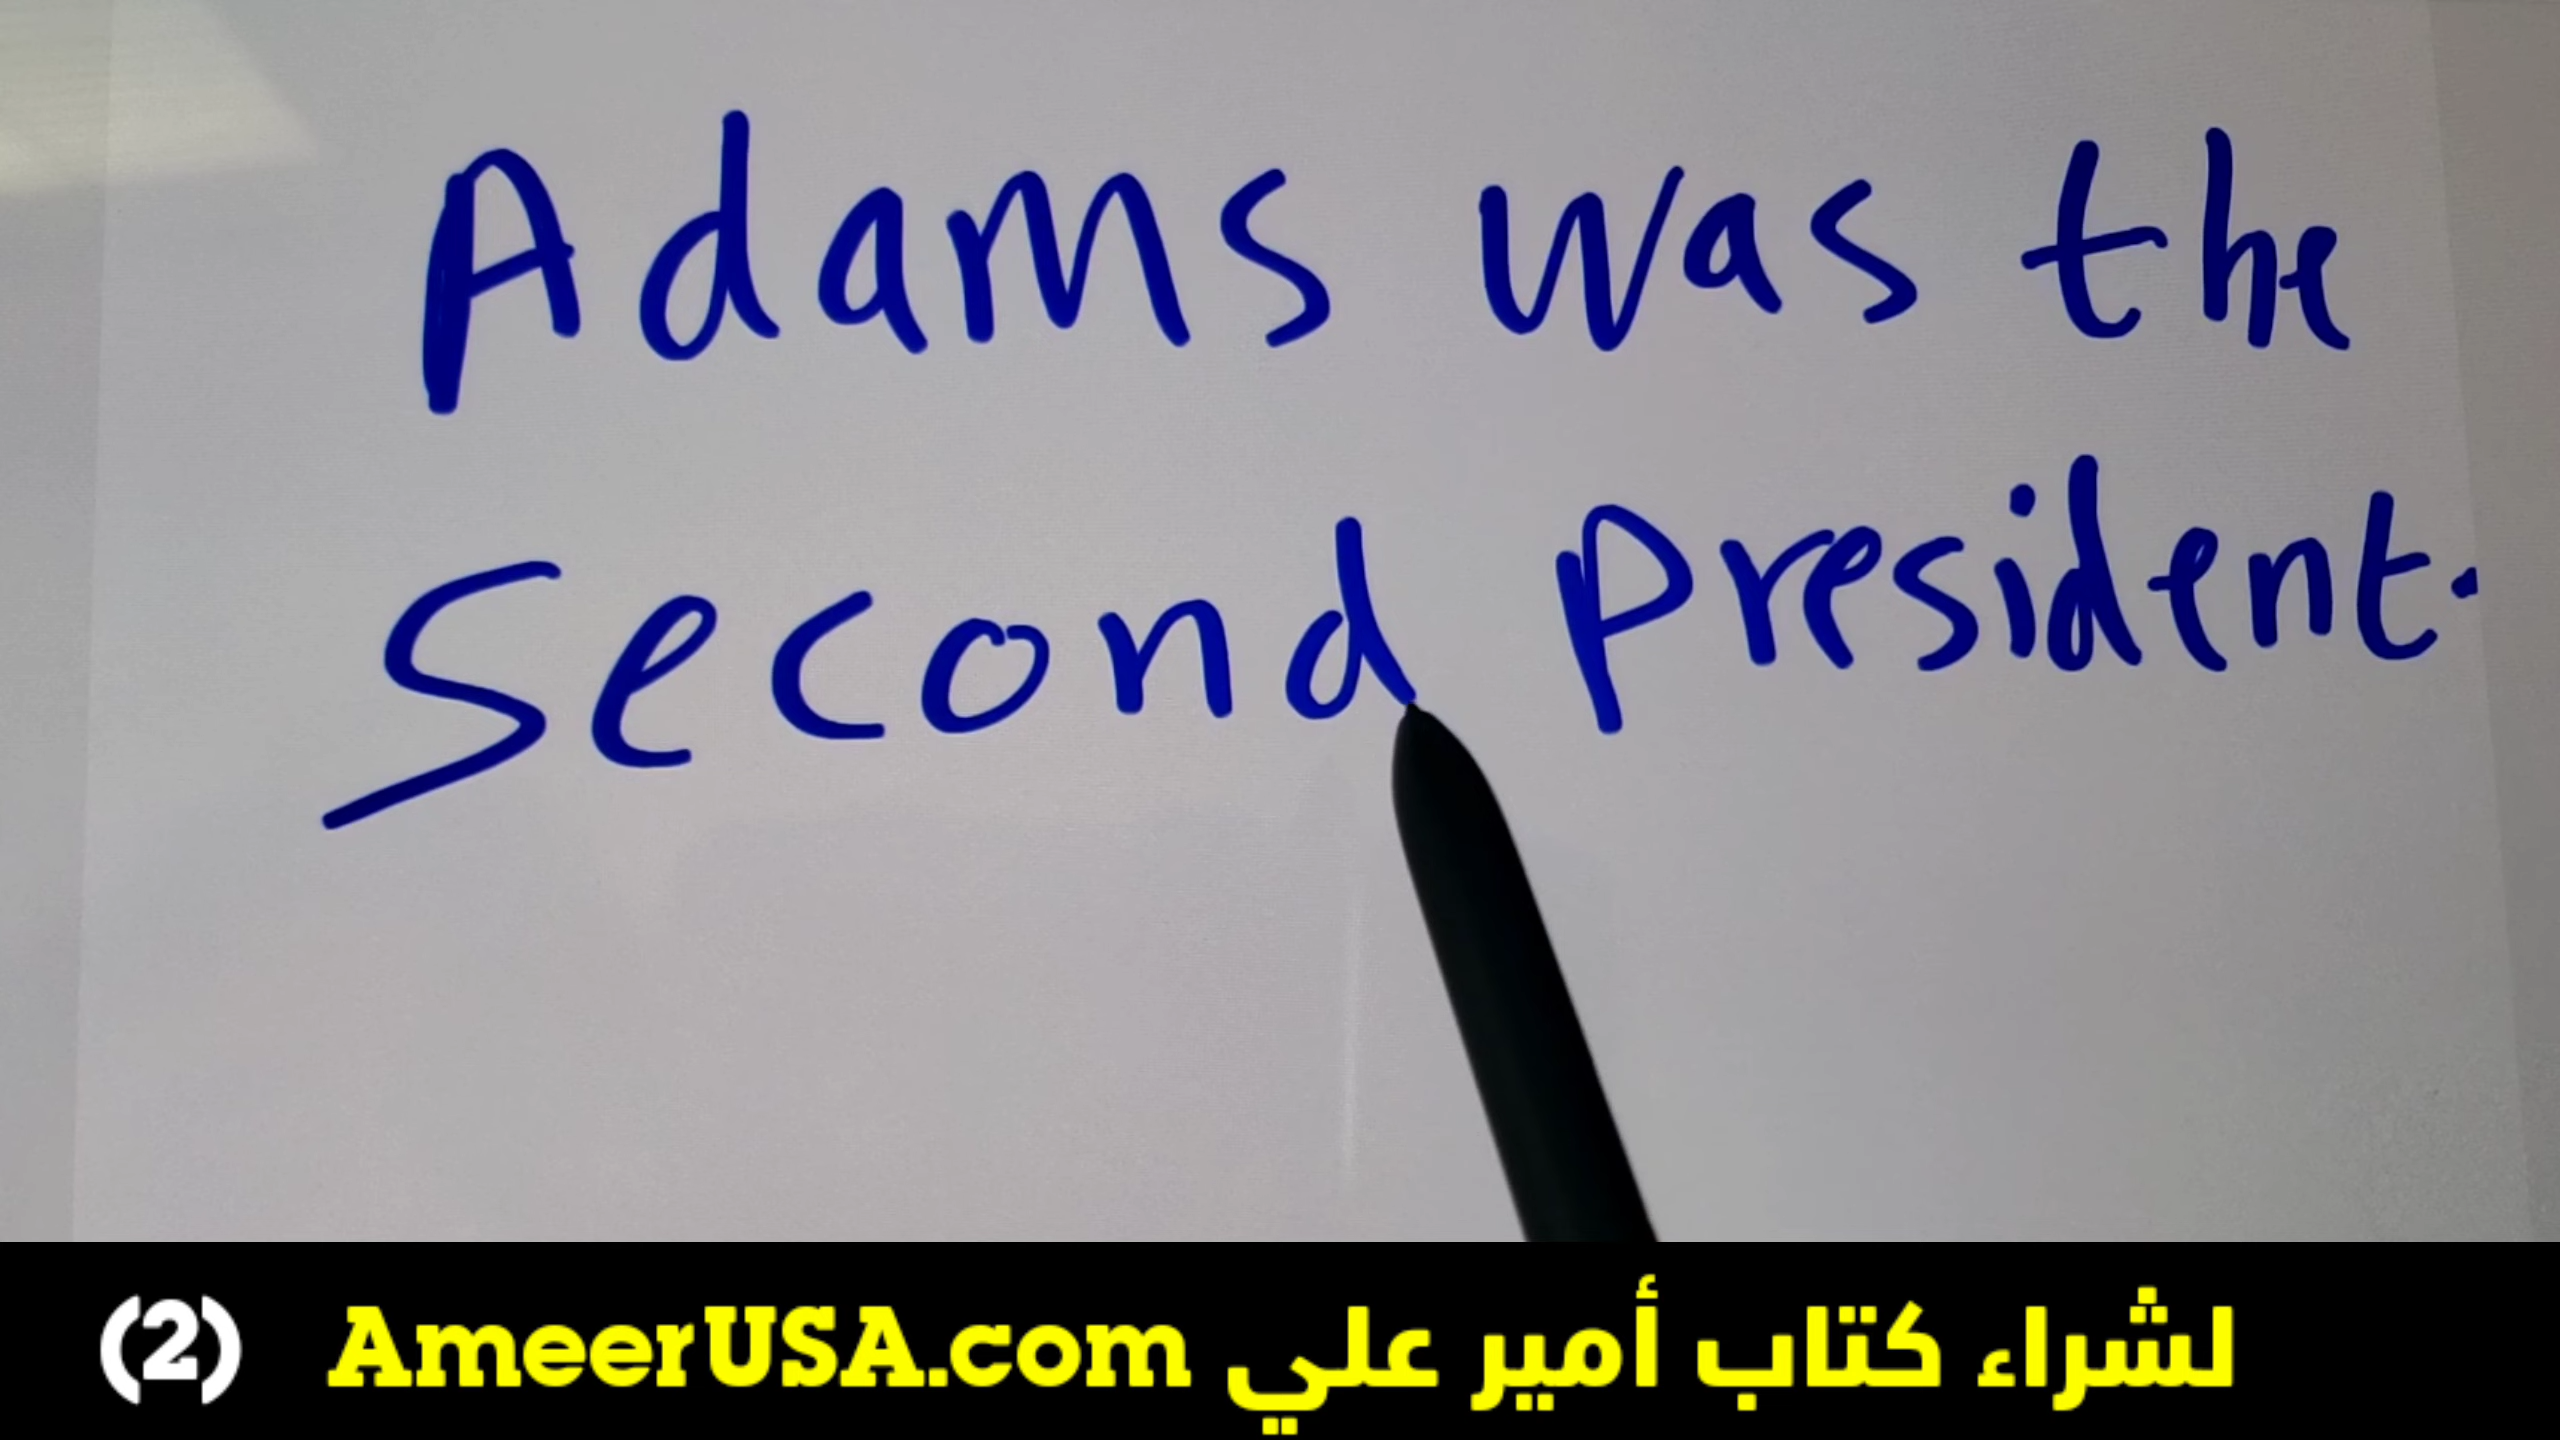 Adams was the
Second President.
(2) AmeerUSA.com لشراء كتاب أمير علي